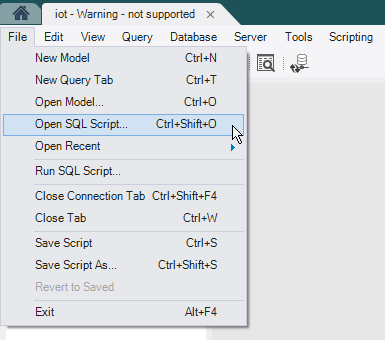 iot - Warning - not supported ×
File Edit View Query Database Server Tools Scripting
New Model Ctrl+N
New Query Tab Ctrl+T
Open Model... Ctrl+O
Open SQL Script... Ctrl+Shift+O
Open Recent
Run SQL Script...
Close Connection Tab Ctrl+Shift+F4
Close Tab Ctrl+W
Save Script Ctrl+S
Save Script As... Ctrl+Shift+S
Revert to Saved
Exit Alt+F4